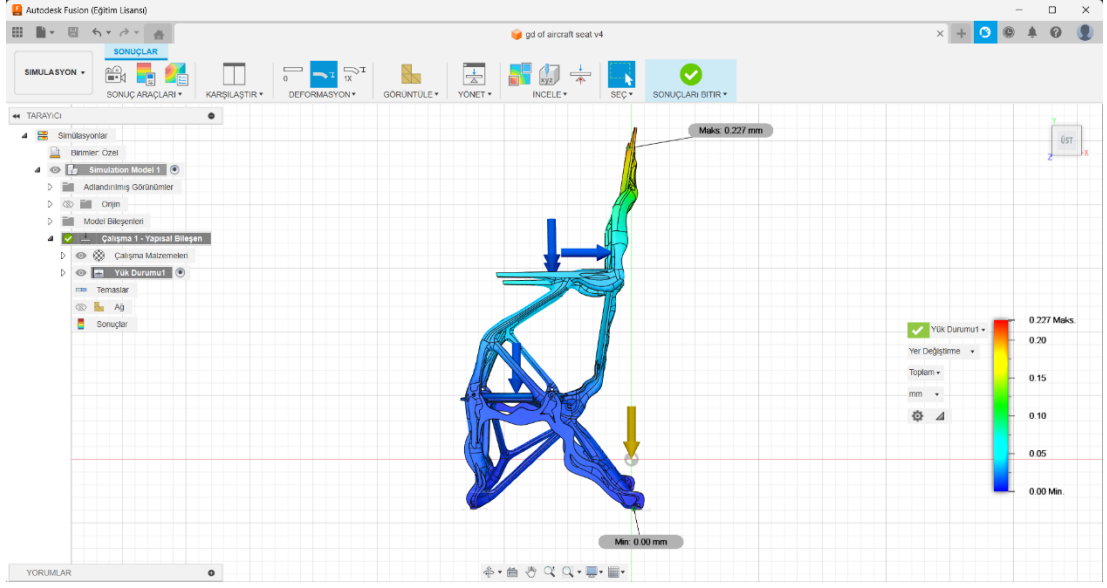 Autodesk Fusion (Eğitim Lisansı)
gd of aircraft seat v4
SONUÇLAR
SIMULASYON
SONUÇ ARAÇLARI
KARŞILAŞTIR
0
1X
DEFORMASYON
GÖRÜNTÜLE
YÖNET
xyz
İNCELE
SEÇ
SONUÇLARI BITIR
TARAYICI
Simülasyonlar
Birimler: Özel
Simulation Model 1
Adlandırılmış Görünümler
Orijin
Model Bileşenleri
Çalışma 1 - Yapısal Bileşen
Çalışma Malzemeleri
Yük Durumu1
Temaslar
Ağ
Sonuçlar
Maks: 0.227 mm
Min: 0.00 mm
Y
ÜST
Z
X
Yük Durumu1
Yer Değiştirme
Toplam
mm
0.227 Maks.
0.20
0.15
0.10
0.05
0.00 Min.
YORUMLAR